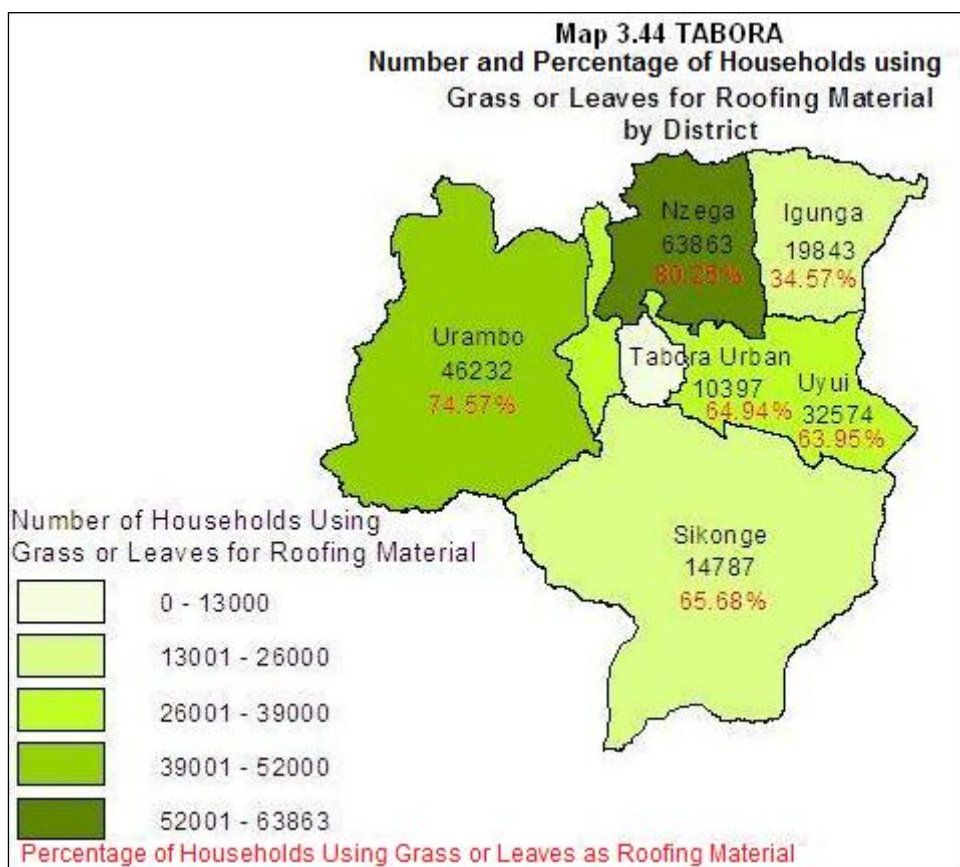 Map 3.44 TABORA
Number and Percentage of Households using
Grass or Leaves for Roofing Material
by District
Nzega
63863
80.25%
Igunga
19843
34.57%
Urambo
46232
74.57%
Tabora Urban
10397
64.94%
Uyui
32574
63.95%
Sikonge
14787
65.68%
Number of Households Using
Grass or Leaves for Roofing Material
0 - 13000
13001 - 26000
26001 - 39000
39001 - 52000
52001 - 63863
Percentage of Households Using Grass or Leaves as Roofing Material